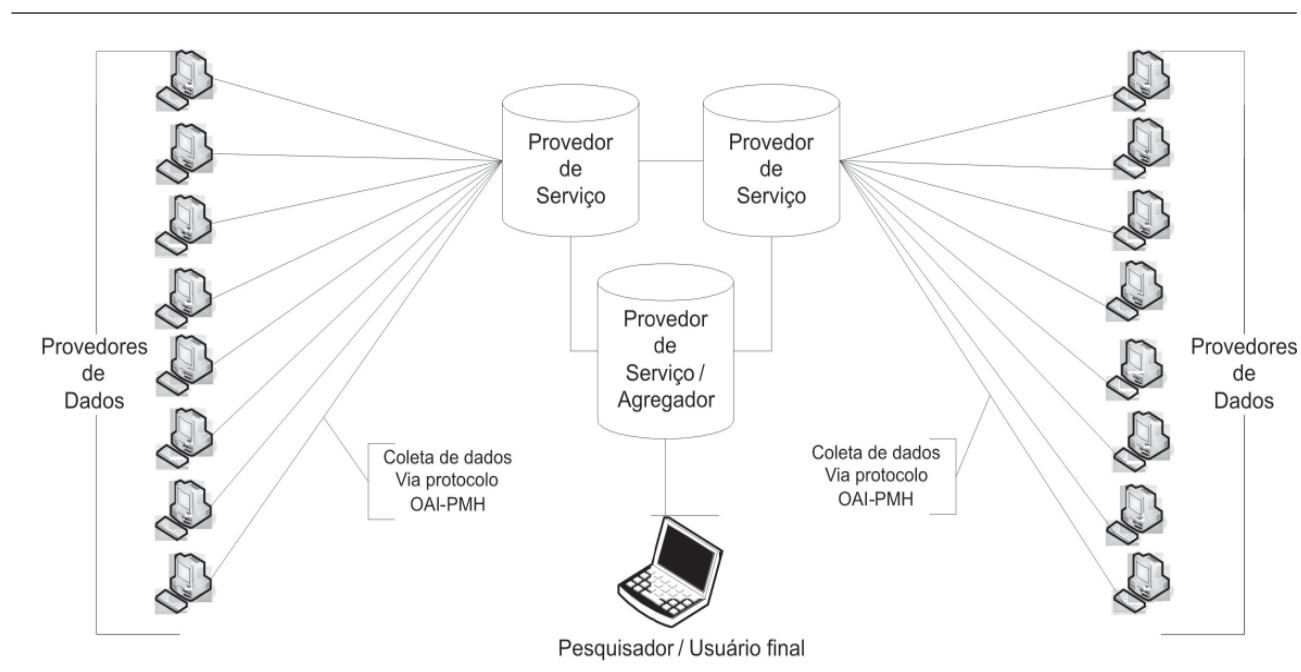 Provedor
de
Serviço
Provedor
de
Serviço
Provedor
de
Serviço /
Agregador
Provedores
de
Dados
Provedores
de
Dados
Coleta de dados
Via protocolo
OAI-PMH
Coleta de dados
Via protocolo
OAI-PMH
Pesquisador / Usuário final